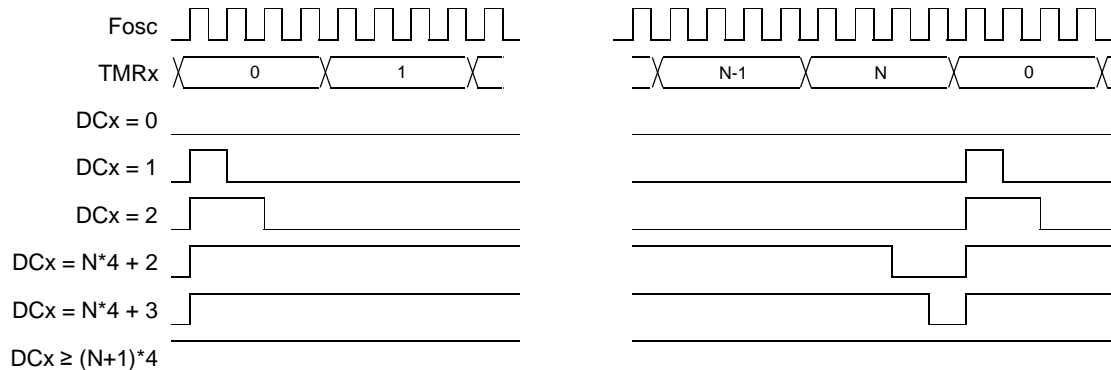 Fosc
TMRx 0 1 N-1 N 0
DCx = 0
DCx = 1
DCx = 2
DCx = N*4 + 2
DCx = N*4 + 3
DCx ≥ (N+1)*4